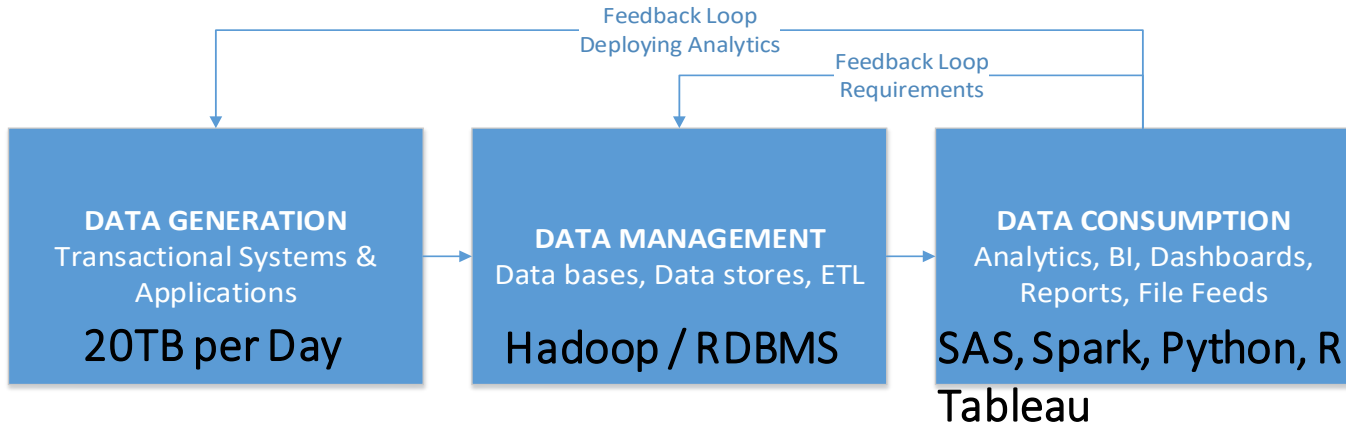 Feedback Loop
Deploying Analytics
Feedback Loop
Requirements
DATA GENERATION
Transactional Systems &
Applications
20TB per Day
DATA MANAGEMENT
Data bases, Data stores, ETL
Hadoop / RDBMS
DATA CONSUMPTION
Analytics, BI, Dashboards,
Reports, File Feeds
SAS, Spark, Python, R
Tableau